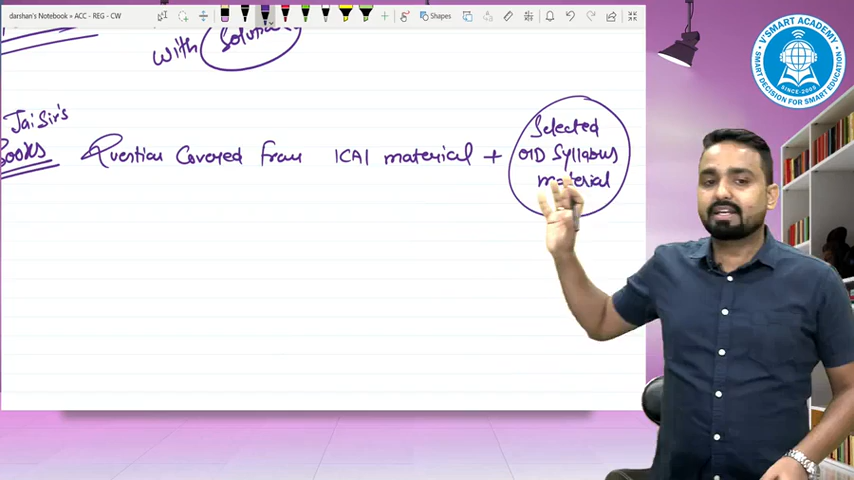 darshan's Notebook » ACC - REG - CW
Shapes
with Solution
V'SMART ACADEMY
SINCE-2005
SMART DECISION FOR SMART EDUCATION
Jai Sir's
Books
Question Covered from ICAI material + Selected
OlD Syllabus
material